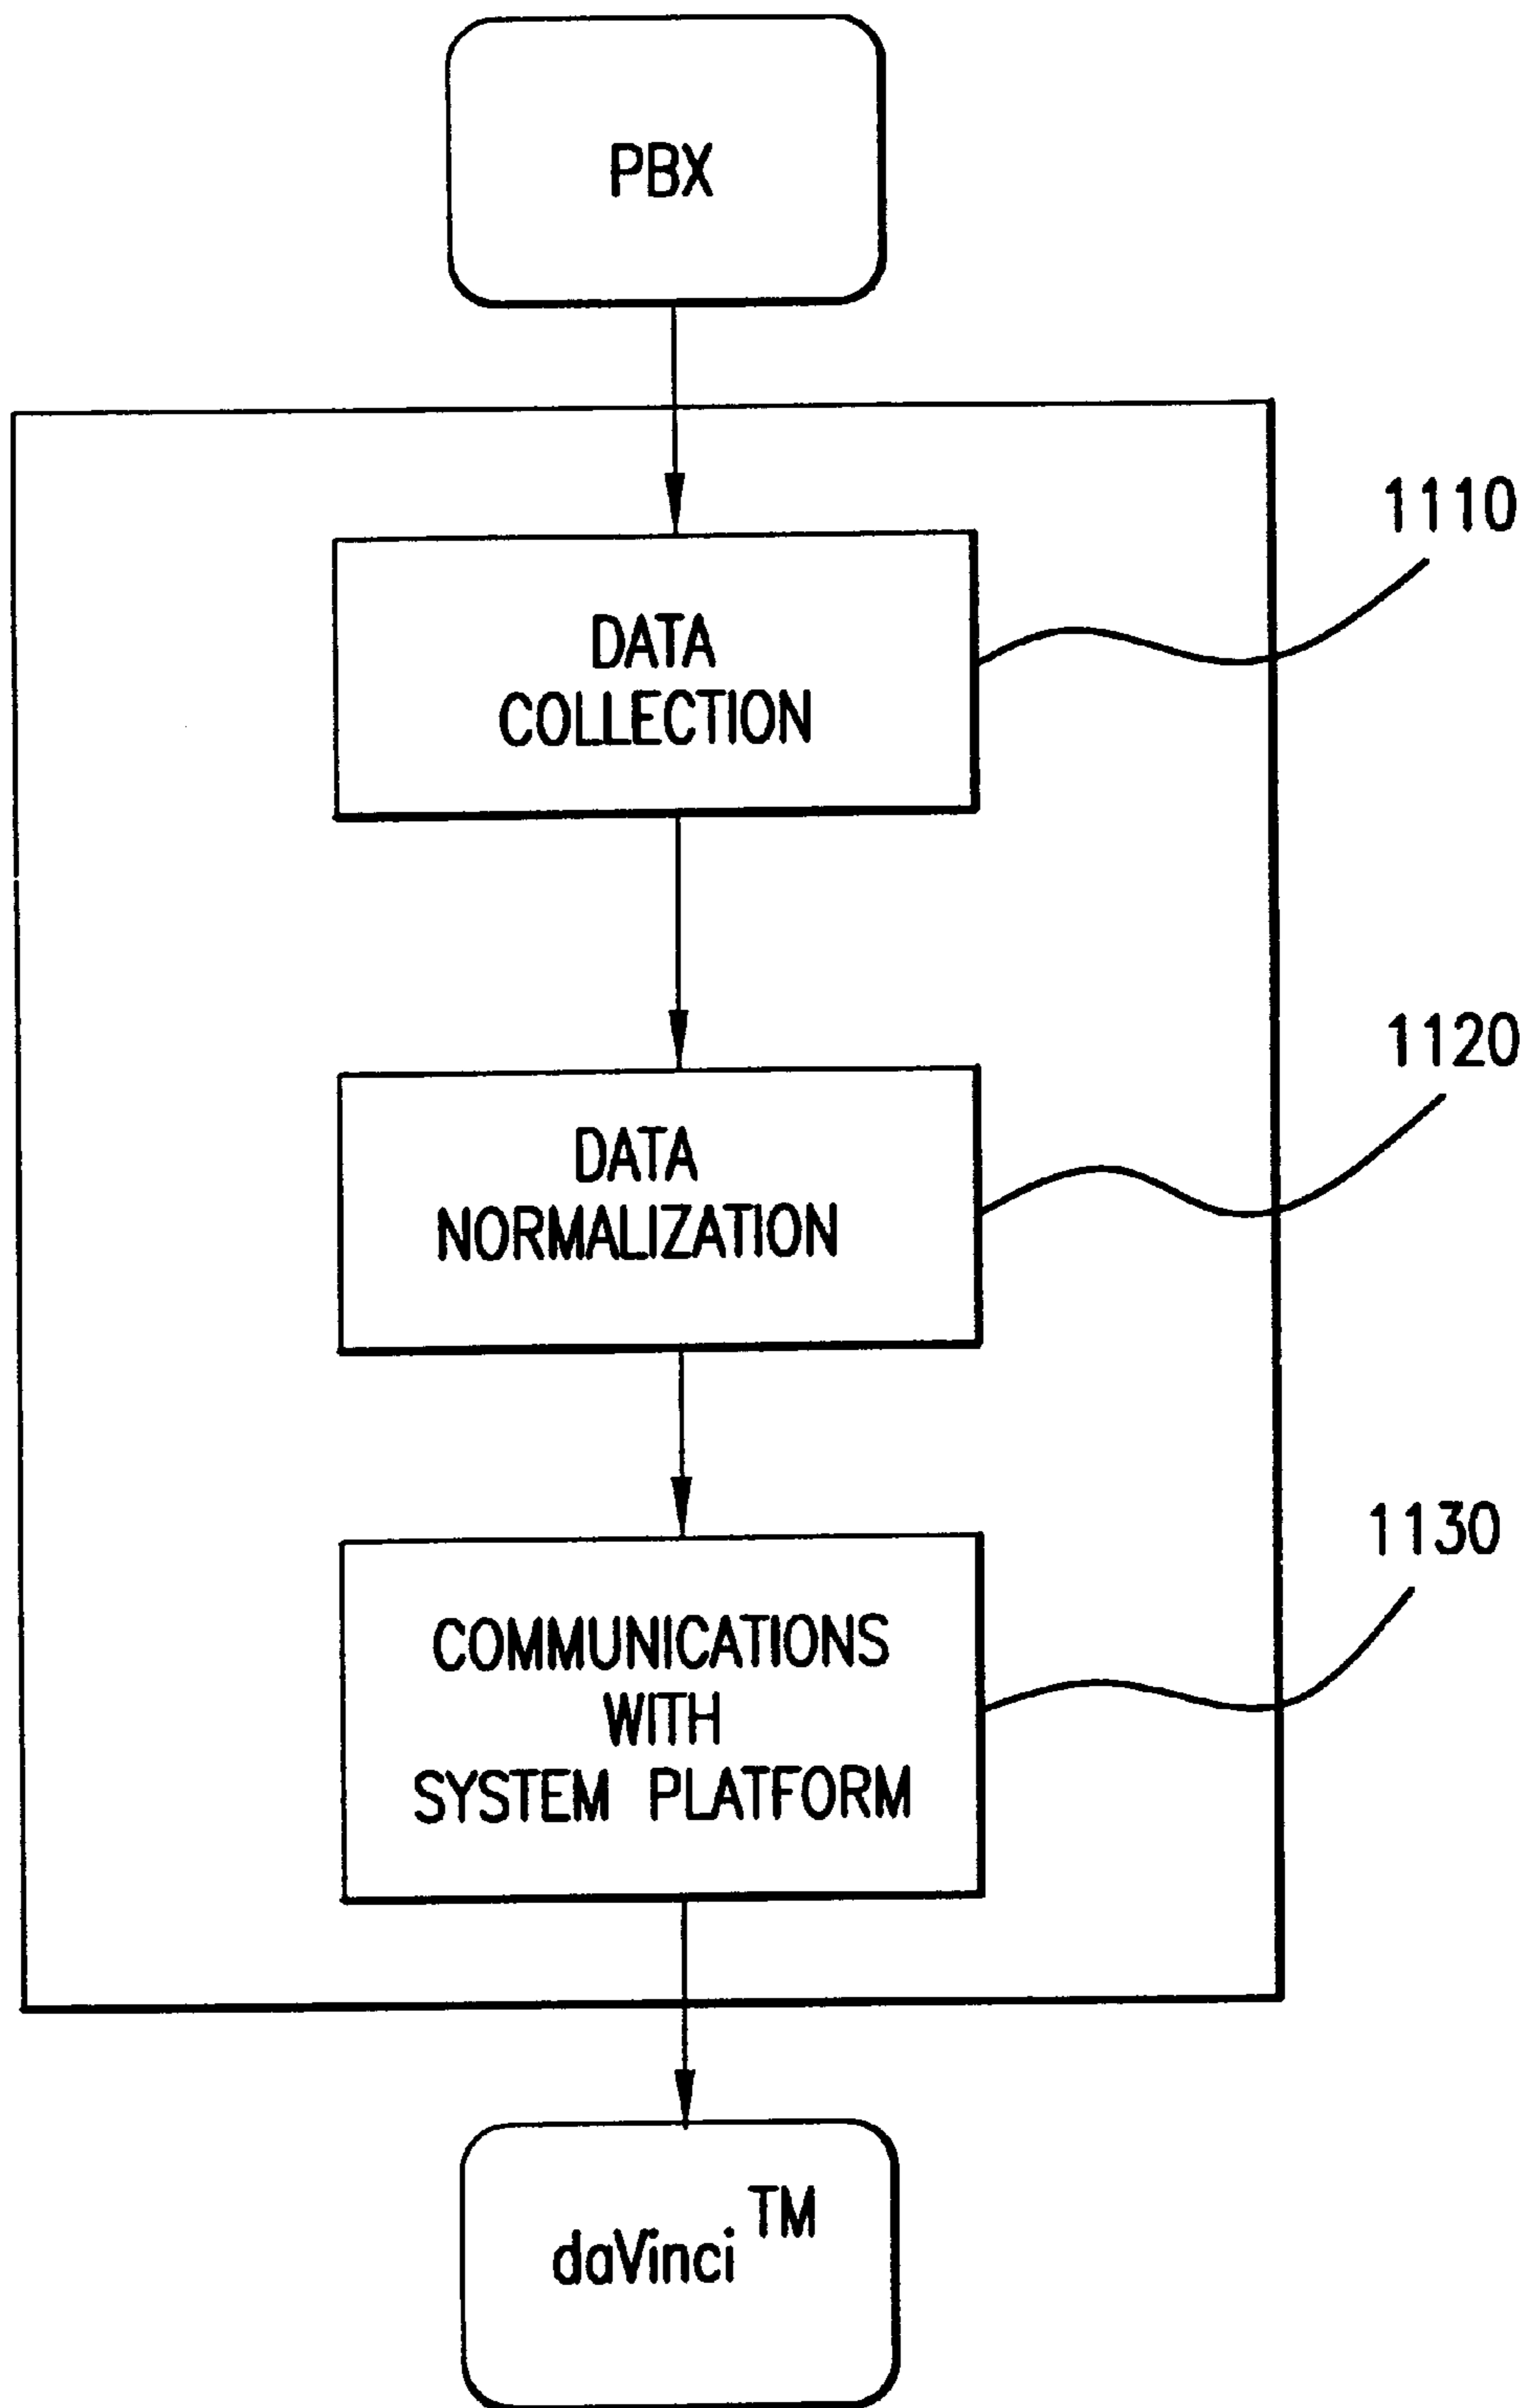 PBX
1110
DATA
COLLECTION
1120
DATA
NORMALIZATION
1130
COMMUNICATIONS
WITH
SYSTEM PLATFORM
daVinci TM